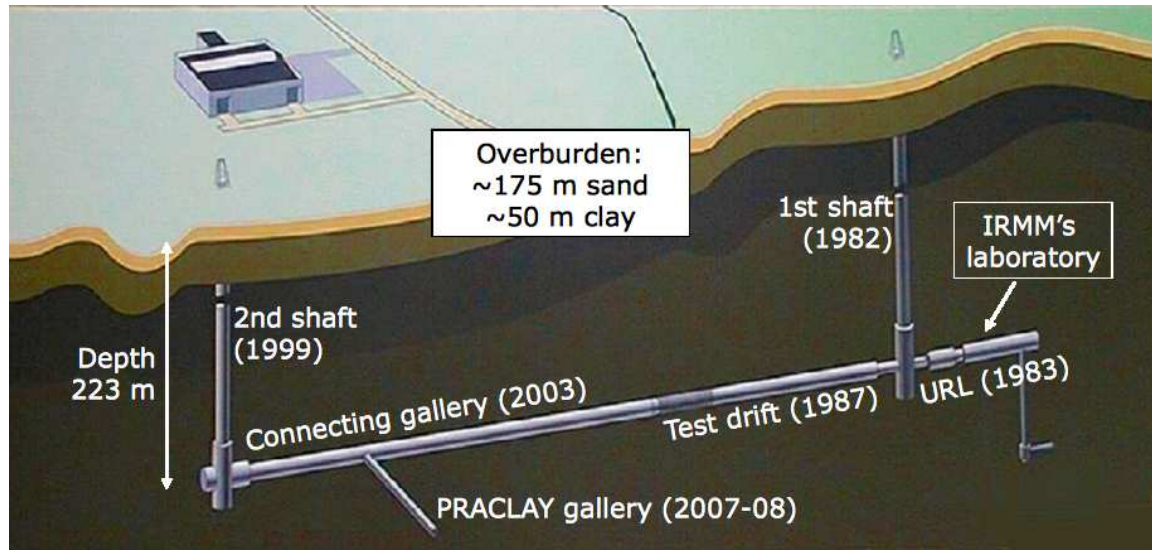 Overburden:
~175 m sand
~50 m clay
1st shaft
(1982)
IRMM's
laboratory
2nd shaft
(1999)
Depth
223 m
Connecting gallery (2003)
Test drift (1987)
URL (1983)
PRACLAY gallery (2007-08)